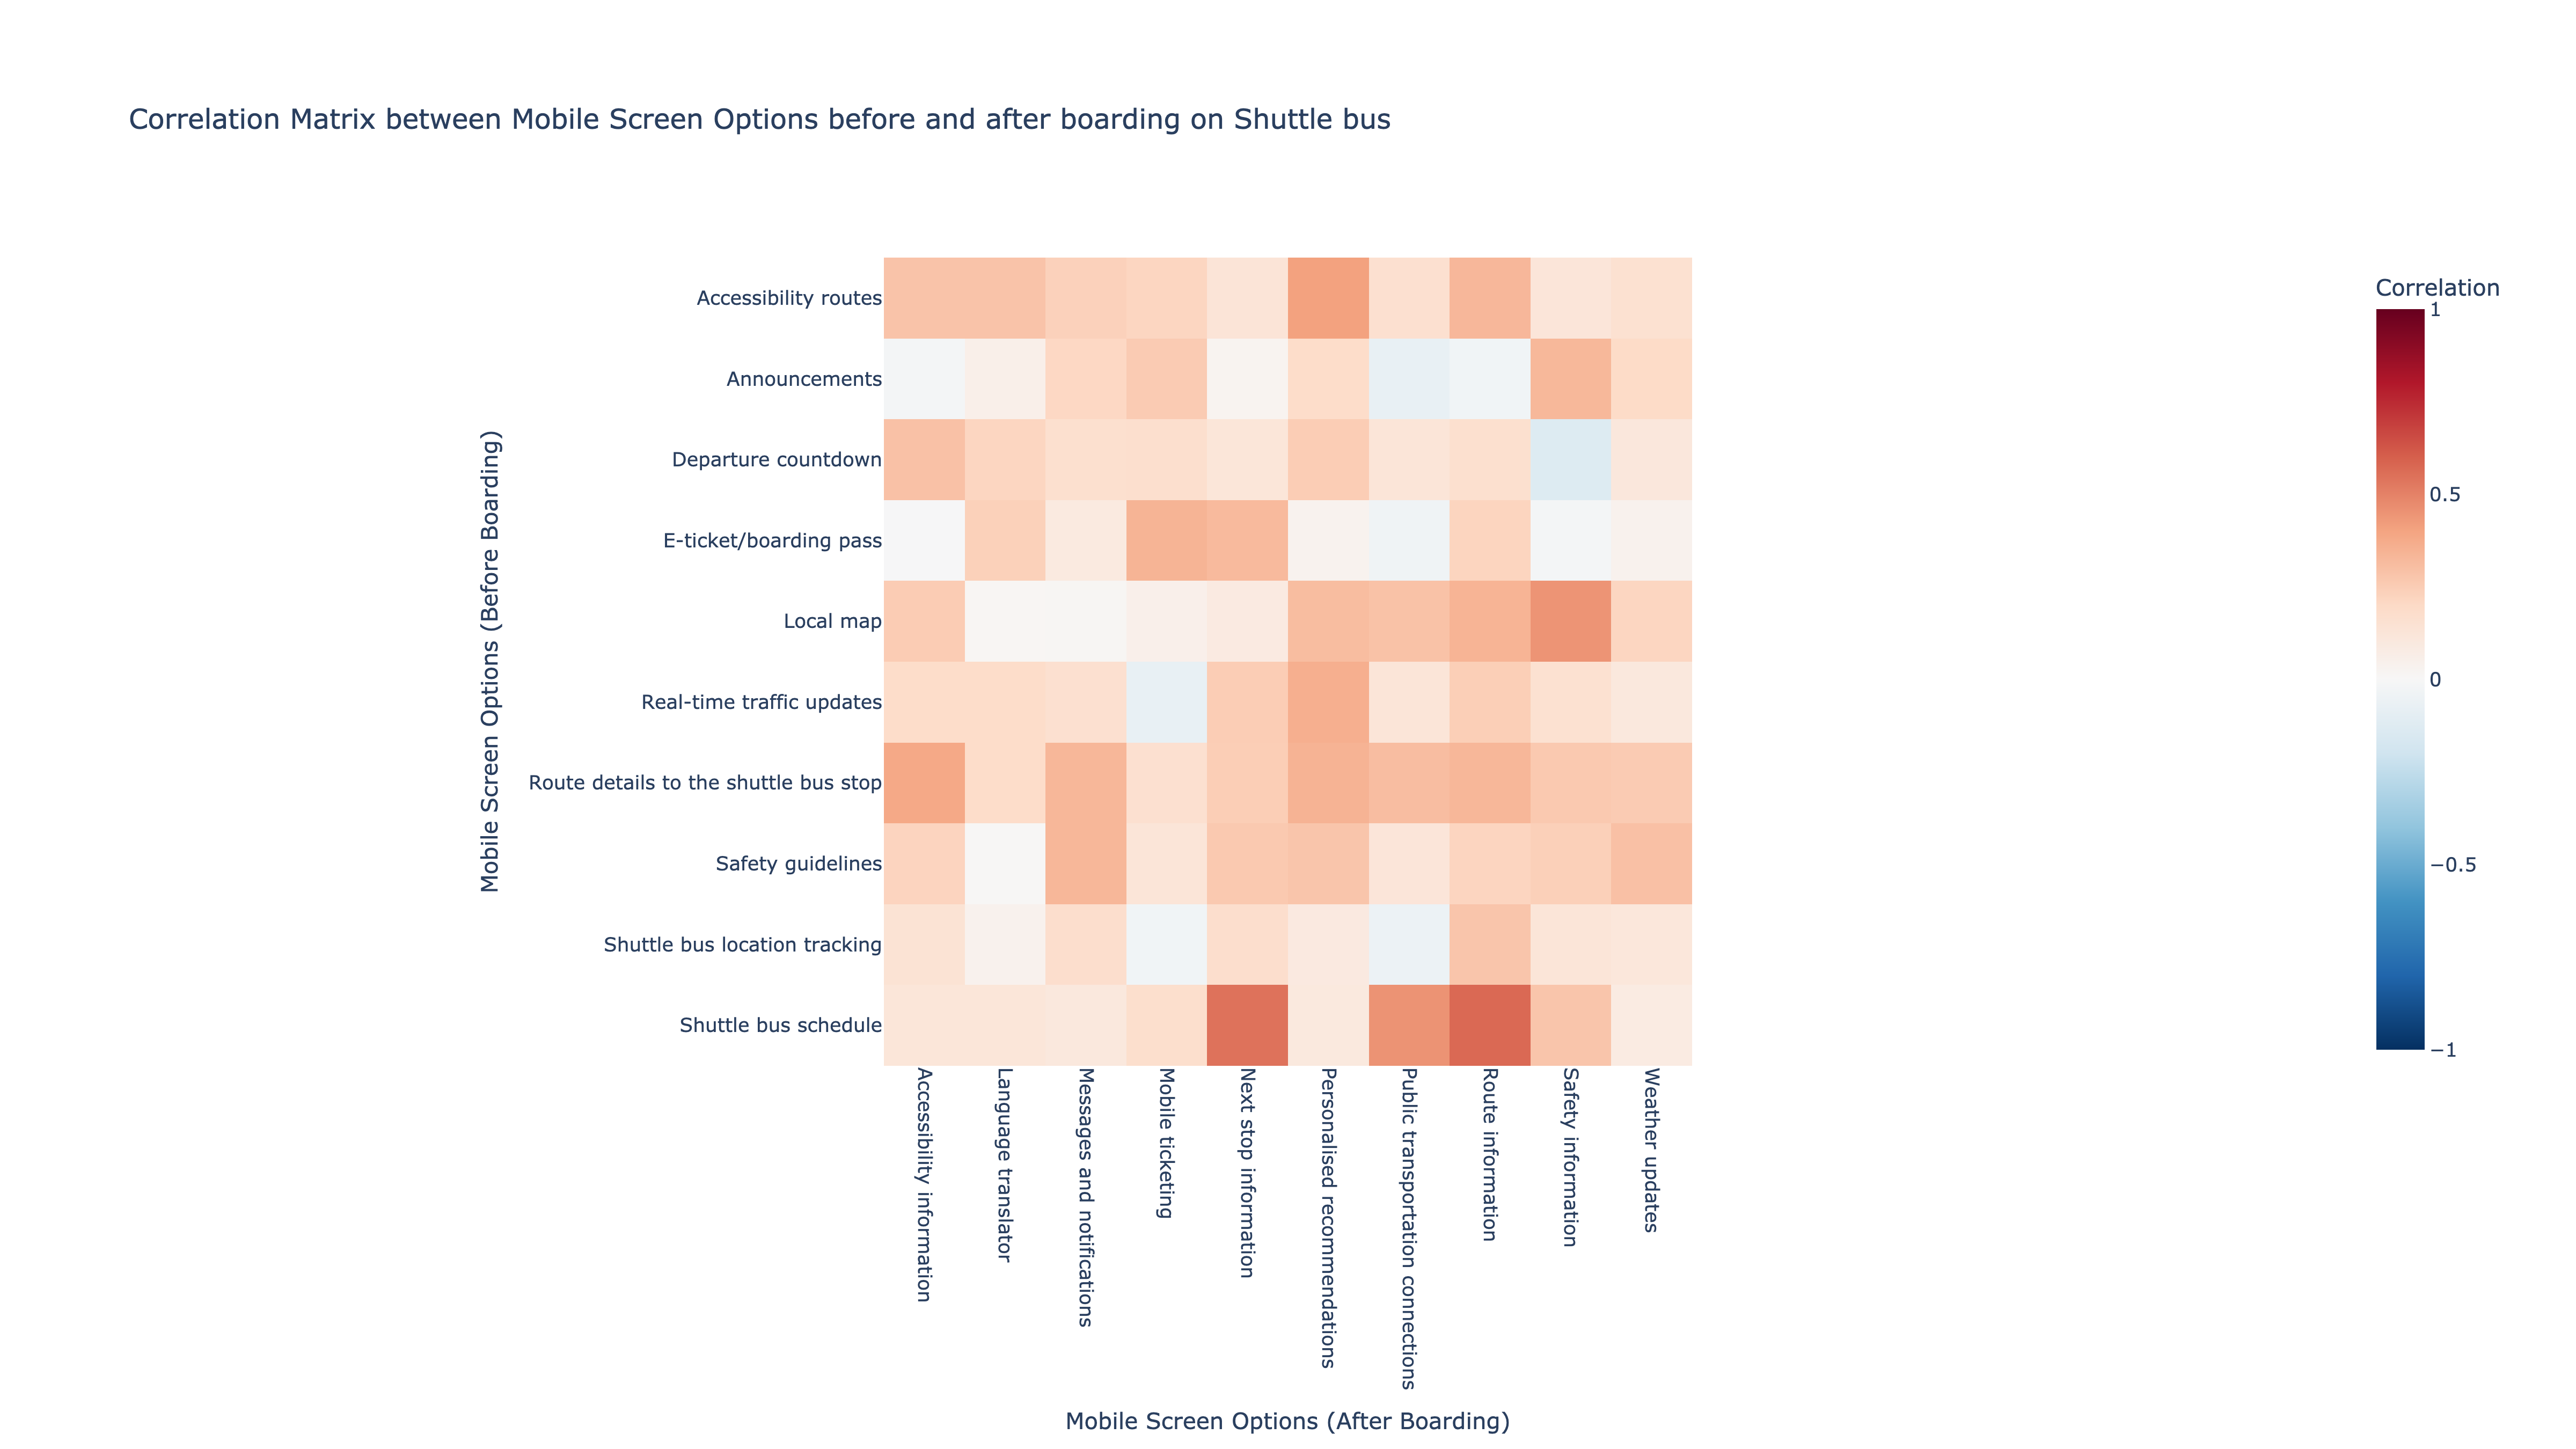 Correlation Matrix between Mobile Screen Options before and after boarding on Shuttle bus
Mobile Screen Options (Before Boarding)
Accessibility routes
Announcements
Departure countdown
E-ticket/boarding pass
Local map
Real-time traffic updates
Route details to the shuttle bus stop
Safety guidelines
Shuttle bus location tracking
Shuttle bus schedule
Accessibility information
Language translator
Messages and notifications
Mobile ticketing
Next stop information
Personalised recommendations
Public transportation connections
Route information
Safety information
Weather updates
Mobile Screen Options (After Boarding)
Correlation
1
0.5
0
−0.5
−1